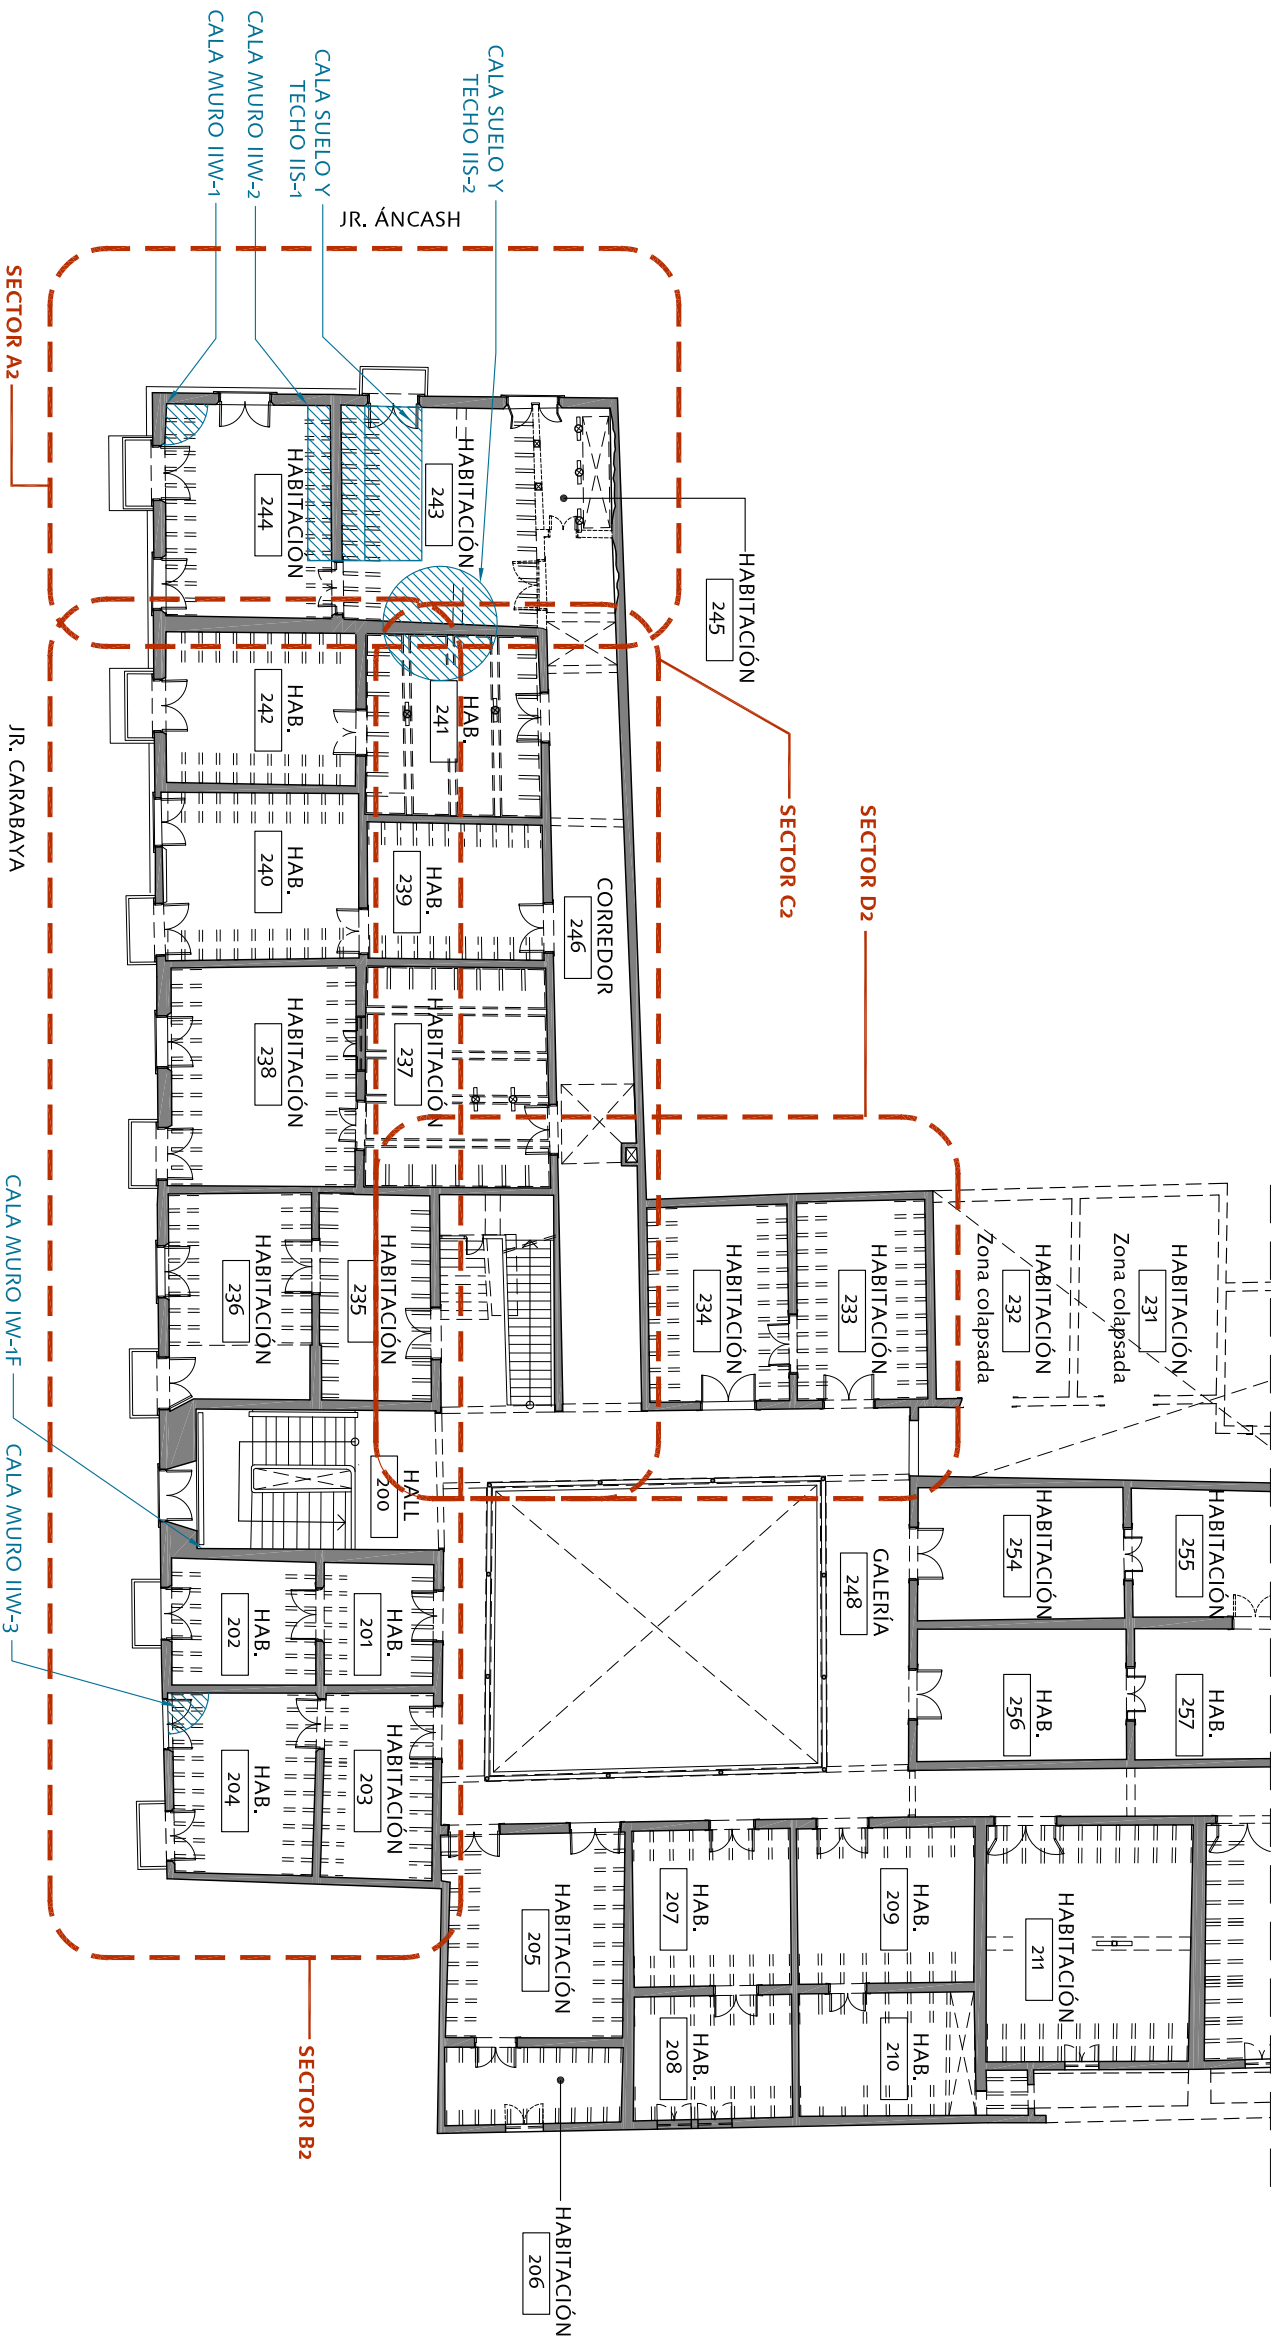 JR. ÁNCASH
CALA MURO IIW-1
CALA MURO IIW-2
CALA SUELO Y
TECHO IIS-1
CALA SUELO Y
TECHO IIS-2
SECTOR A2
HABITACIÓN
245
HABITACIÓN
243
HABITACIÓN
244
SECTOR C2
SECTOR D2
HAB.
241
HAB.
242
HAB.
239
HAB.
240
CORREDOR
246
HABITACIÓN
237
HABITACIÓN
238
JR. CARABAYA
HABITACIÓN
231
Zona colapsada
HABITACIÓN
232
Zona colapsada
HABITACIÓN
233
HABITACIÓN
234
HABITACIÓN
235
HABITACIÓN
236
HALL
200
CALA MURO IW-1F
CALA MURO IIW-3
HABITACIÓN
255
HABITACIÓN
254
GALERÍA
248
HAB.
257
HAB.
256
HAB.
201
HAB.
202
HABITACIÓN
203
HAB.
204
SECTOR B2
HABITACIÓN
205
HAB.
207
HAB.
209
HABITACIÓN
211
HAB.
208
HAB.
210
HABITACIÓN
206